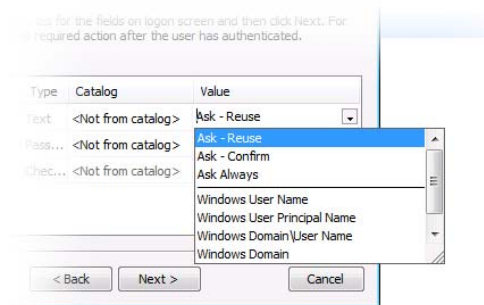 for the fields on logon screen and then click Next. For
required action after the user has authenticated.
Type Catalog Value
Text <Not from catalog> Ask - Reuse
Pass... <Not from catalog> Ask - Reuse
Ask - Confirm
Chec... <Not from catalog> Ask Always
Windows User Name
Windows User Principal Name
Windows Domain\User Name
Windows Domain
< Back Next > Cancel